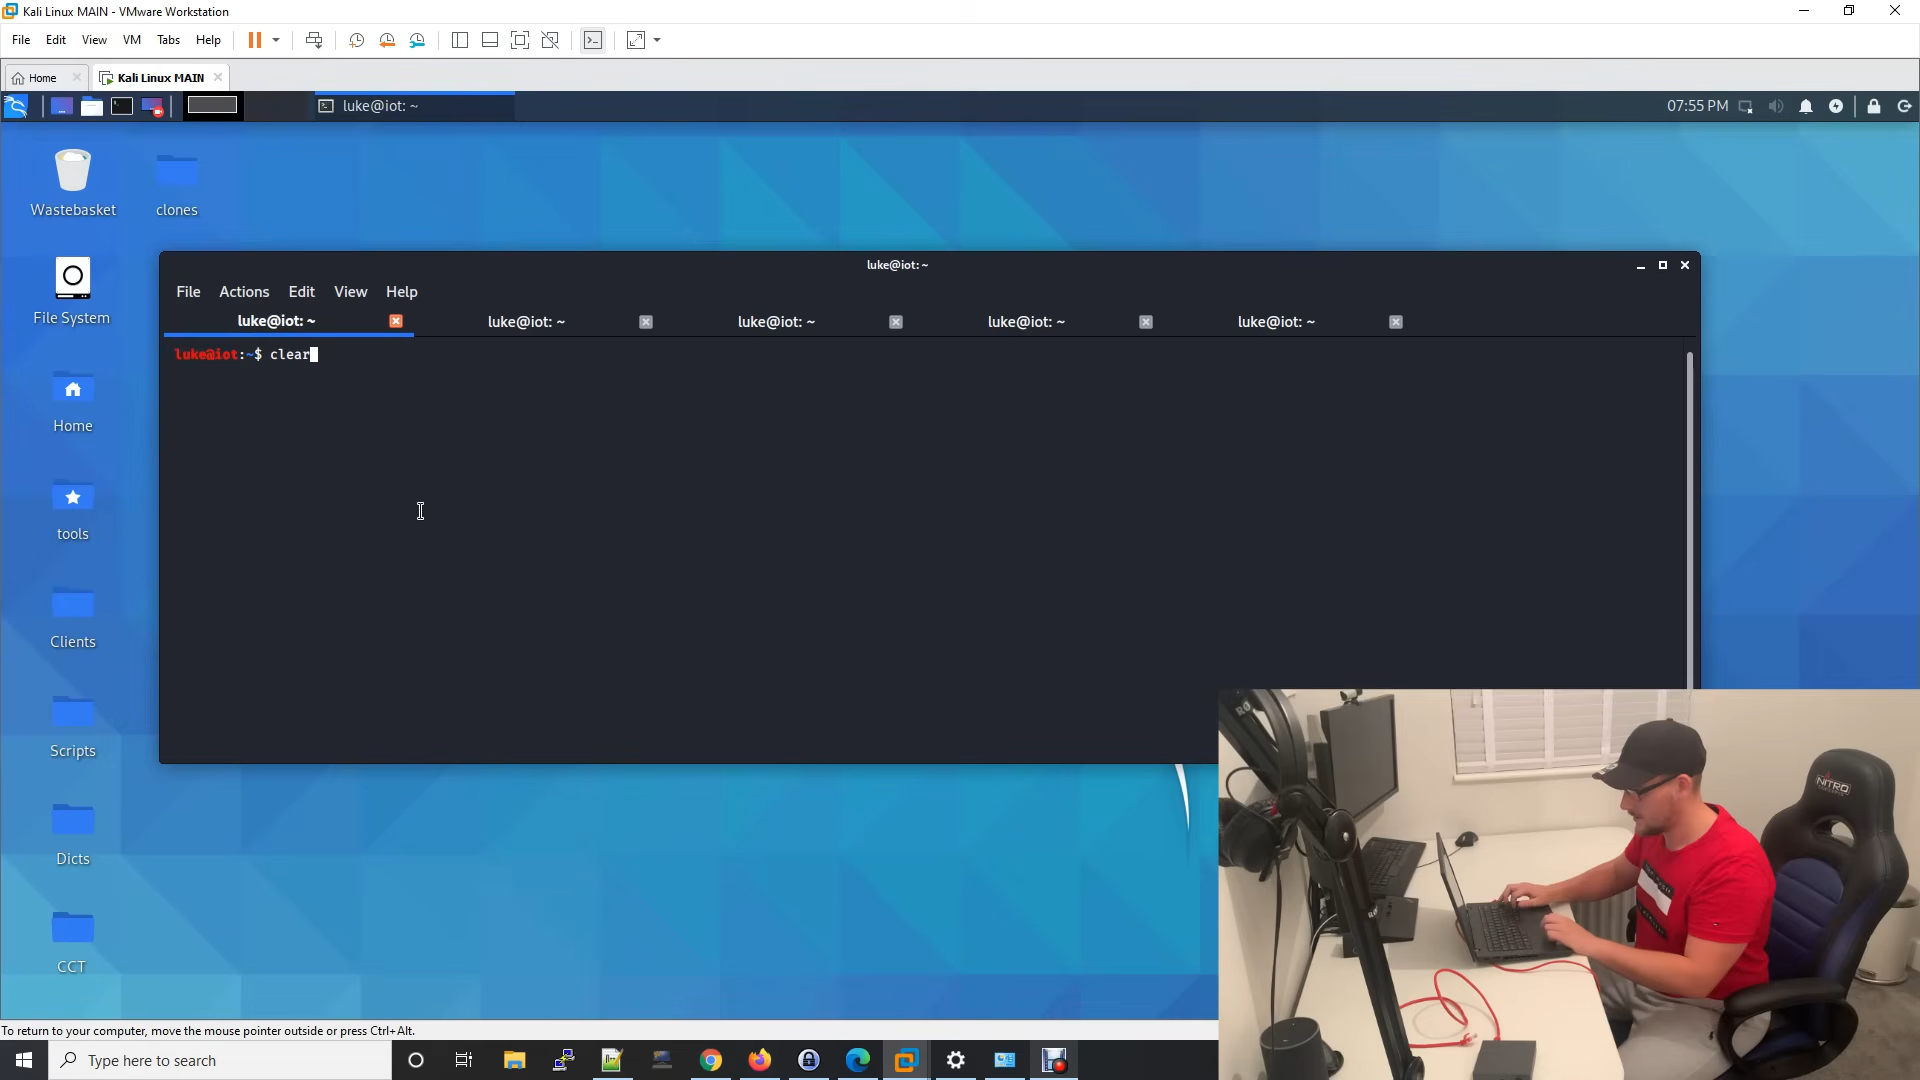 Kali Linux MAIN - VMware Workstation
File Edit View VM Tabs Help
Home
Kali Linux MAIN
luke@iot: ~
07:55 PM
Wastebasket
clones
File System
Home
tools
Clients
Scripts
Dicts
CCT
luke@iot: ~
File Actions Edit View Help
luke@iot: ~ luke@iot: ~ luke@iot: ~ luke@iot: ~ luke@iot: ~
luke@iot:~$ clear
NITRO
To return to your computer, move the mouse pointer outside or press Ctrl+Alt.
Type here to search